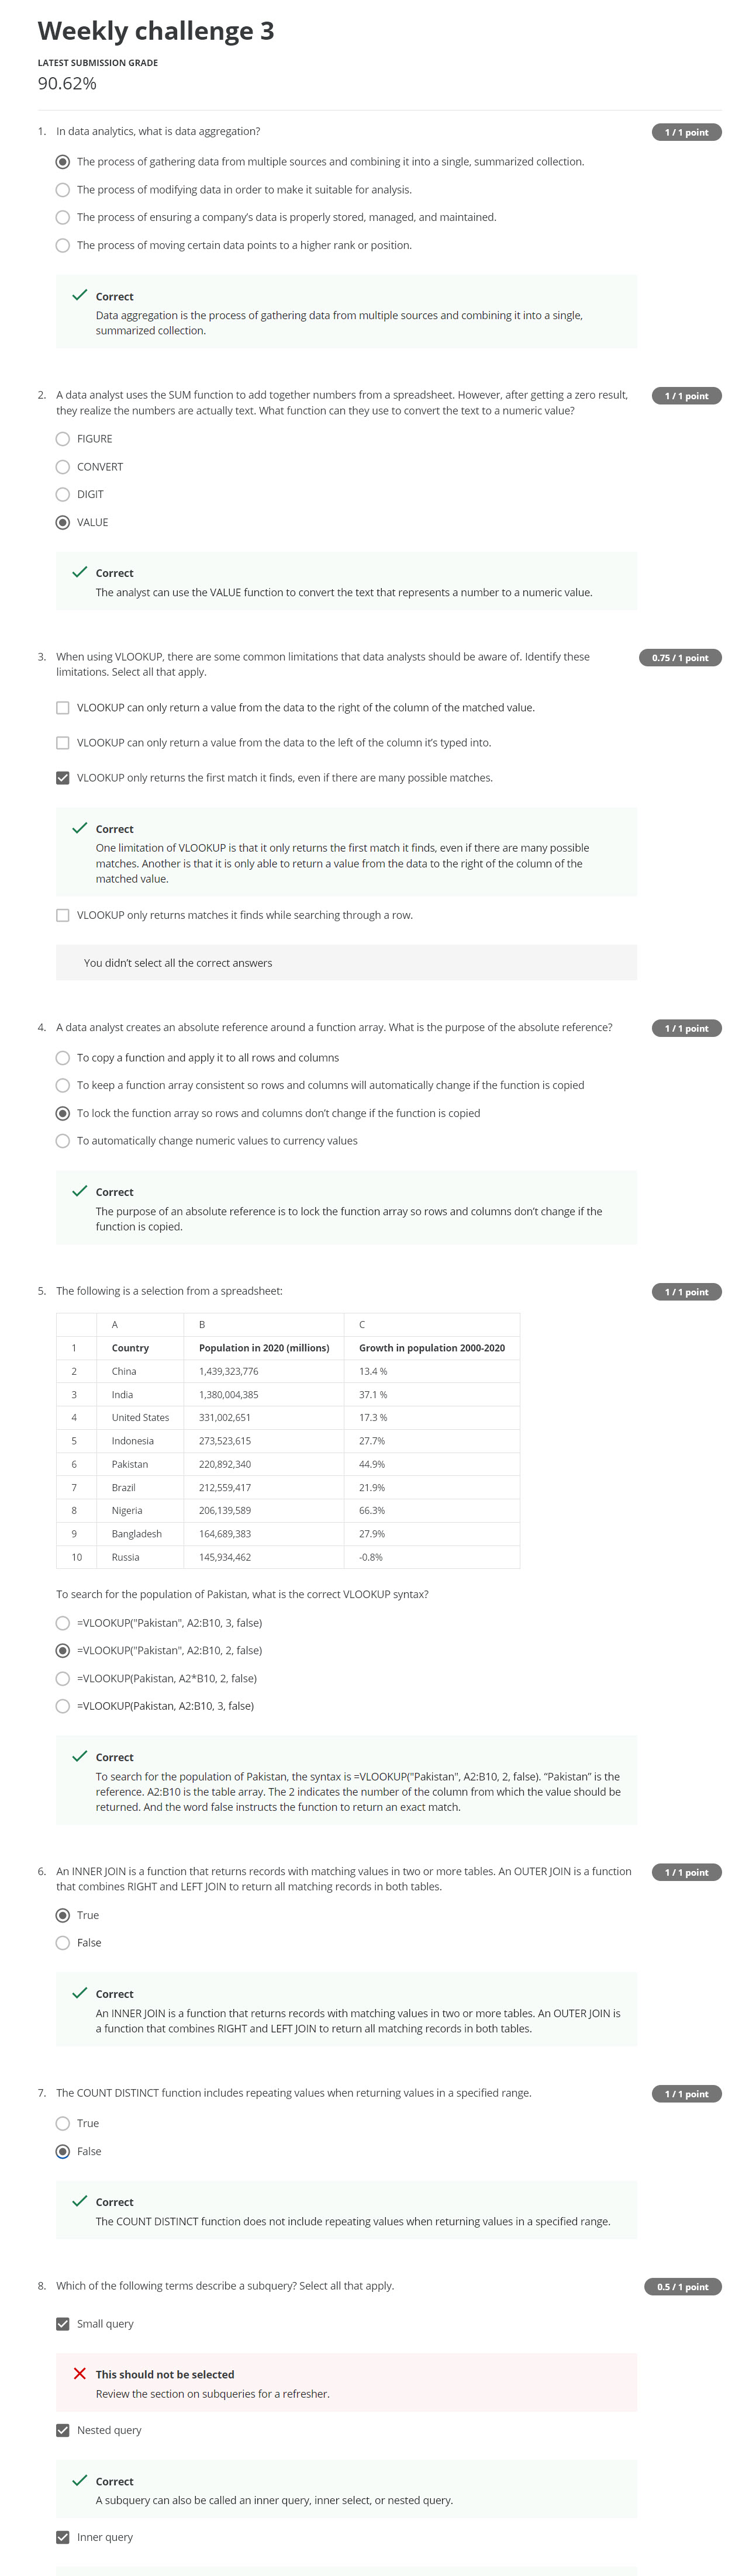 Weekly challenge 3
LATEST SUBMISSION GRADE
90.62%
1. In data analytics, what is data aggregation?
1 / 1 point
The process of gathering data from multiple sources and combining it into a single, summarized collection.
The process of modifying data in order to make it suitable for analysis.
The process of ensuring a company's data is properly stored, managed, and maintained.
The process of moving certain data points to a higher rank or position.
Correct
Data aggregation is the process of gathering data from multiple sources and combining it into a single,
summarized collection.
2. A data analyst uses the SUM function to add together numbers from a spreadsheet. However, after getting a zero result,
they realize the numbers are actually text. What function can they use to convert the text to a numeric value?
1 / 1 point
FIGURE
CONVERT
DIGIT
VALUE
Correct
The analyst can use the VALUE function to convert the text that represents a number to a numeric value.
3. When using VLOOKUP, there are some common limitations that data analysts should be aware of. Identify these
limitations. Select all that apply.
0.75 / 1 point
VLOOKUP can only return a value from the data to the right of the column of the matched value.
VLOOKUP can only return a value from the data to the left of the column it's typed into.
VLOOKUP only returns the first match it finds, even if there are many possible matches.
Correct
One limitation of VLOOKUP is that it only returns the first match it finds, even if there are many possible
matches. Another is that it is only able to return a value from the data to the right of the column of the
matched value.
VLOOKUP only returns matches it finds while searching through a row.
You didn't select all the correct answers
4. A data analyst creates an absolute reference around a function array. What is the purpose of the absolute reference?
1 / 1 point
To copy a function and apply it to all rows and columns
To keep a function array consistent so rows and columns will automatically change if the function is copied
To lock the function array so rows and columns don't change if the function is copied
To automatically change numeric values to currency values
Correct
The purpose of an absolute reference is to lock the function array so rows and columns don't change if the
function is copied.
5. The following is a selection from a spreadsheet:
1 / 1 point
A B C
1 Country Population in 2020 (millions) Growth in population 2000-2020
2 China 1,439,323,776 13.4 %
3 India 1,380,004,385 37.1 %
4 United States 331,002,651 17.3 %
5 Indonesia 273,523,615 27.7%
6 Pakistan 220,892,340 44.9%
7 Brazil 212,559,417 21.9%
8 Nigeria 206,139,589 66.3%
9 Bangladesh 164,689,383 27.9%
10 Russia 145,934,462 -0.8%
To search for the population of Pakistan, what is the correct VLOOKUP syntax?
=VLOOKUP("Pakistan", A2:B10, 3, false)
=VLOOKUP("Pakistan", A2:B10, 2, false)
=VLOOKUP(Pakistan, A2*B10, 2, false)
=VLOOKUP(Pakistan, A2:B10, 3, false)
Correct
To search for the population of Pakistan, the syntax is =VLOOKUP("Pakistan", A2:B10, 2, false). “Pakistan” is the
reference. A2:B10 is the table array. The 2 indicates the number of the column from which the value should be
returned. And the word false instructs the function to return an exact match.
6. An INNER JOIN is a function that returns records with matching values in two or more tables. An OUTER JOIN is a function
that combines RIGHT and LEFT JOIN to return all matching records in both tables.
1 / 1 point
True
False
Correct
An INNER JOIN is a function that returns records with matching values in two or more tables. An OUTER JOIN is
a function that combines RIGHT and LEFT JOIN to return all matching records in both tables.
7. The COUNT DISTINCT function includes repeating values when returning values in a specified range.
1 / 1 point
True
False
Correct
The COUNT DISTINCT function does not include repeating values when returning values in a specified range.
8. Which of the following terms describe a subquery? Select all that apply.
0.5 / 1 point
Small query
This should not be selected
Review the section on subqueries for a refresher.
Nested query
Correct
A subquery can also be called an inner query, inner select, or nested query.
Inner query